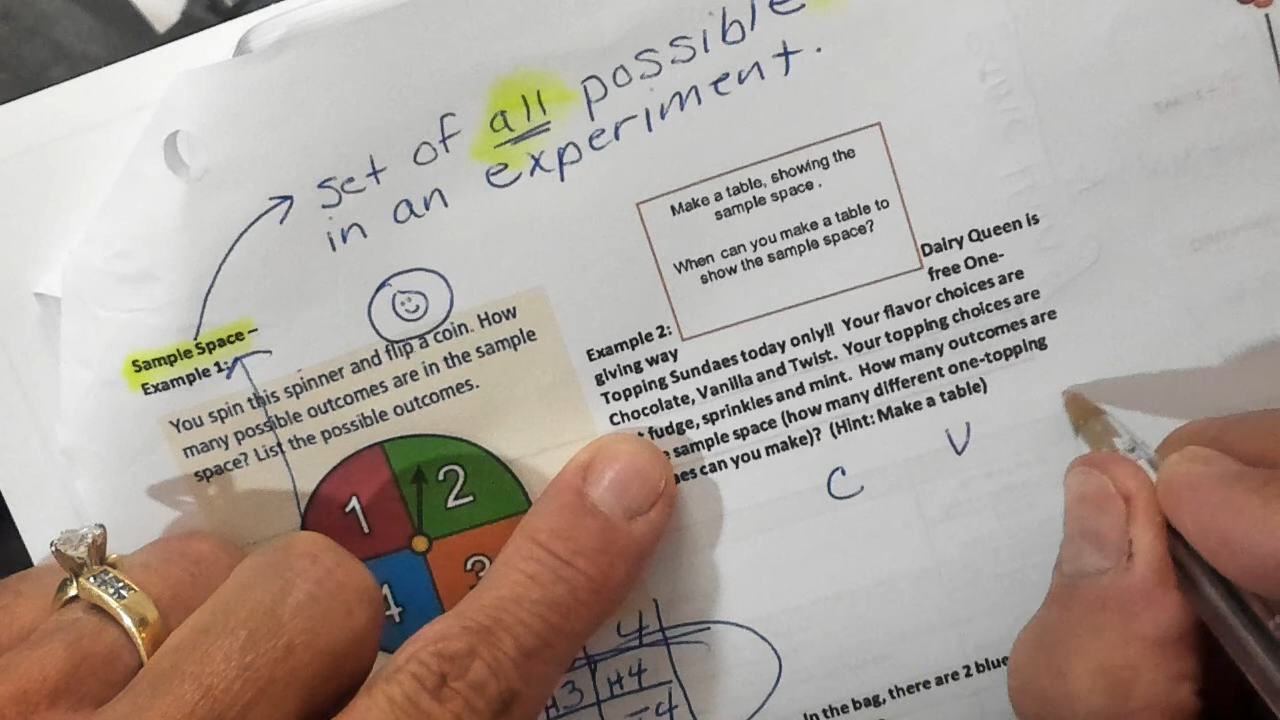 set of all possible
in an experiment.
Make a table, showing the
sample space .
When can you make a table to
show the sample space?
Sample Space –
Example 1:
You spin this spinner and flip a coin. How
many possible outcomes are in the sample
space? List the possible outcomes.
1
2
3
4
4
H3 H4
-4
Example 2:
Dairy Queen is
giving way
free One-
Topping Sundaes today only!! Your flavor choices are
Chocolate, Vanilla and Twist. Your topping choices are
fudge, sprinkles and mint. How many outcomes are
sample space (how many different one-topping
can you make)? (Hint: Make a table)
C V
In the bag, there are 2 blue